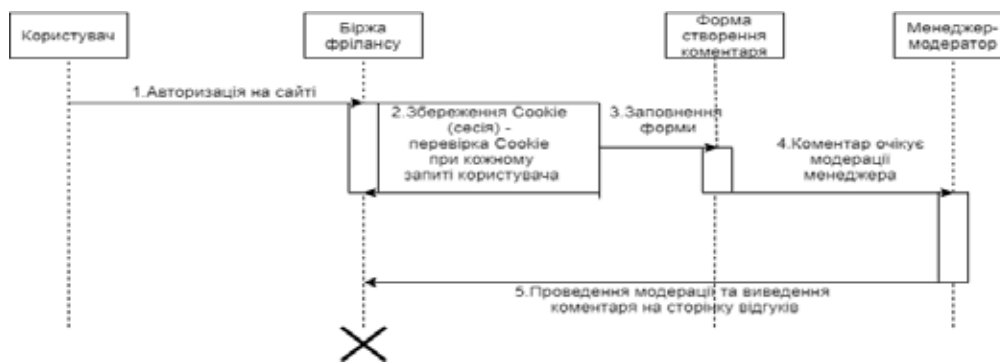 Користувач
Біржа
фрілансу
Форма
створення
коментаря
Менеджер-
модератор
1.Авторизація на сайті
2.Збереження Cookie
(сесія) -
перевірка Cookie
при кожному
запиті користувача
3.Заповнення
форми
4.Коментар очікує
модерації
менеджера
5.Проведення модерації та виведення
коментаря на сторінку відгуків